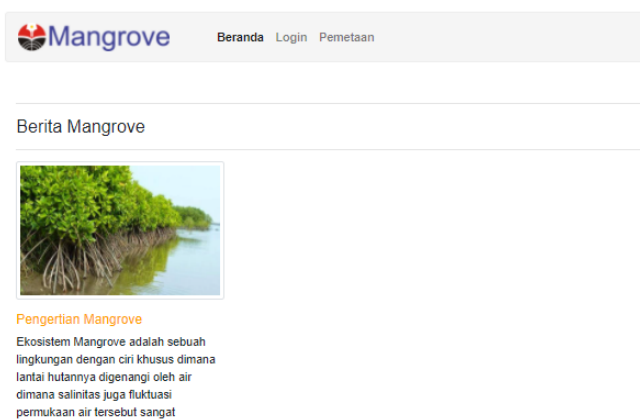 Mangrove
Beranda Login Pemetaan
Berita Mangrove
Pengertian Mangrove
Ekosistem Mangrove adalah sebuah
lingkungan dengan ciri khusus dimana
lantai hutannya digenangi oleh air
dimana salinitas juga fluktuasi
permukaan air tersebut sangat